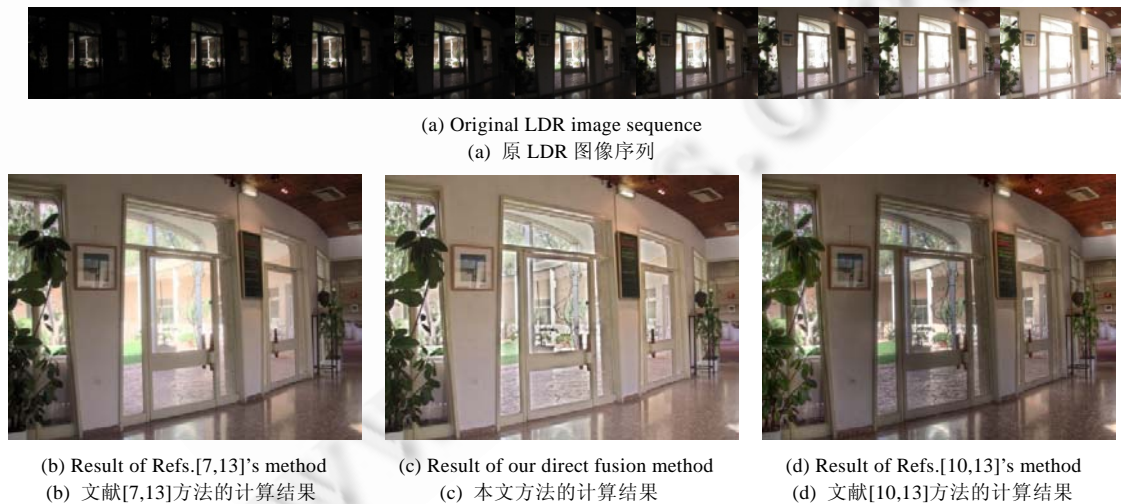 (a) Original LDR image sequence
(a) 原 LDR 图像序列
(b) Result of Refs.[7,13]'s method
(b) 文献[7,13]方法的计算结果
(c) Result of our direct fusion method
(c) 本文方法的计算结果
(d) Result of Refs.[10,13]'s method
(d) 文献[10,13]方法的计算结果